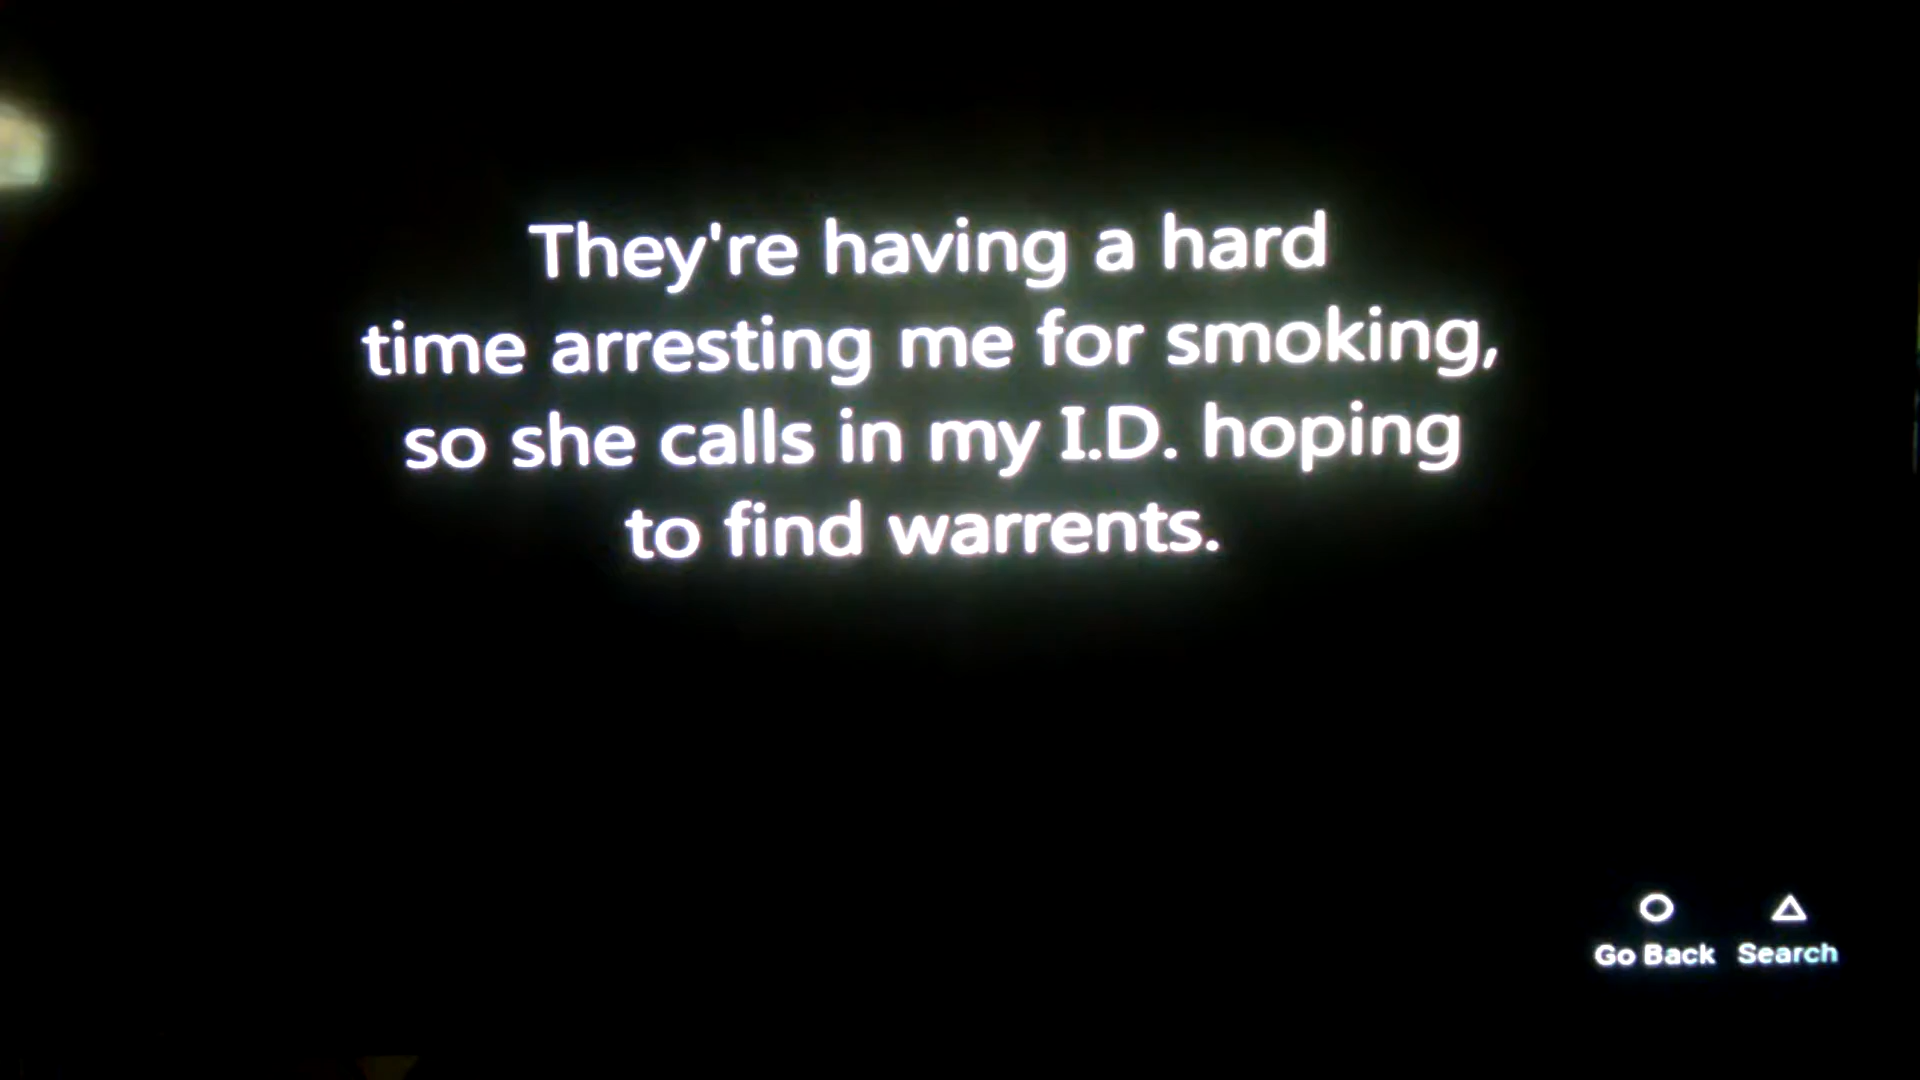 They're having a hard
time arresting me for smoking,
so she calls in my I.D. hoping
to find warrents.
Go Back Search